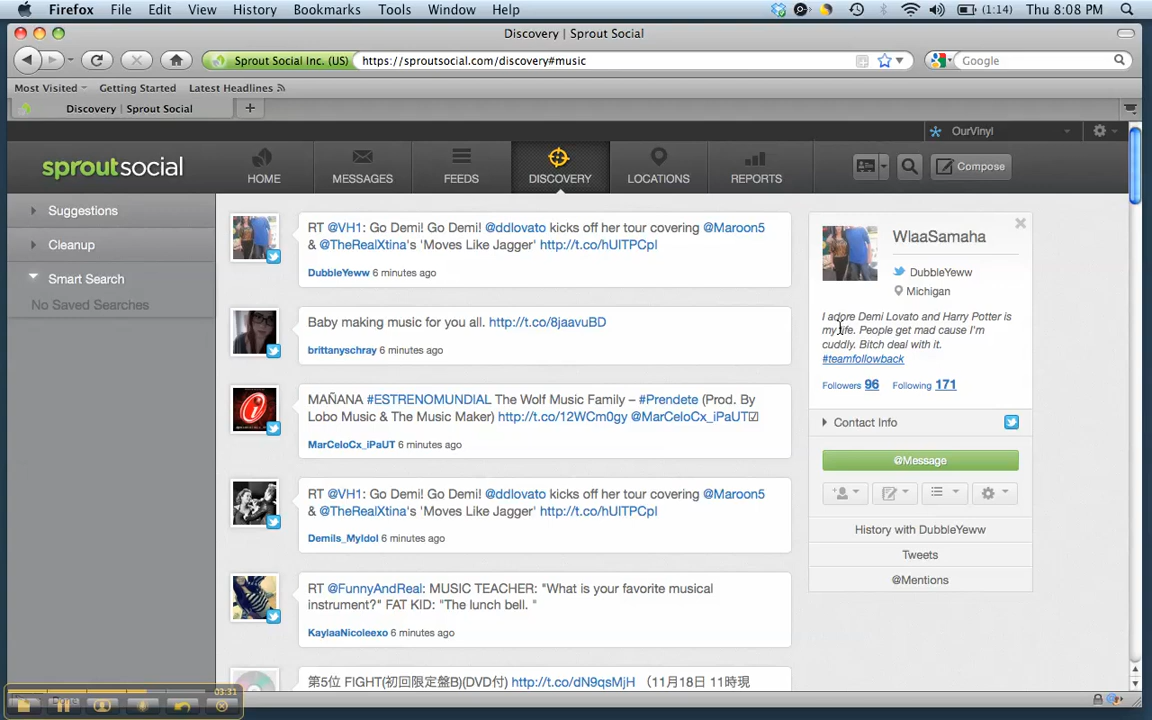 Firefox File Edit View History Bookmarks Tools Window Help (1:14) Thu 8:08 PM
Discovery | Sprout Social
Sprout Social Inc. (US) https://sproutsocial.com/discovery#music Google
Most Visited Getting Started Latest Headlines
Discovery | Sprout Social
OurVinyl
sproutsocial HOME MESSAGES FEEDS DISCOVERY LOCATIONS REPORTS Compose
Suggestions
Cleanup
Smart Search
No Saved Searches
RT @VH1: Go Demi! Go Demi! @ddlovato kicks off her tour covering @Maroon5
& @TheRealXtina's 'Moves Like Jagger' http://t.co/hUITPCpl
DubbleYeww 6 minutes ago
Baby making music for you all. http://t.co/8jaavuBD
brittanyschray 6 minutes ago
MAÑANA #ESTRENOMUNDIAL The Wolf Music Family – #Prendete (Prod. By
Lobo Music & The Music Maker) http://t.co/12WCm0gy @MarCeloCx_iPaUT☑
MarCeloCx_iPaUT 6 minutes ago
RT @VH1: Go Demi! Go Demi! @ddlovato kicks off her tour covering @Maroon5
& @TheRealXtina's 'Moves Like Jagger' http://t.co/hUITPCpl
Demils_MyIdol 6 minutes ago
RT @FunnyAndReal: MUSIC TEACHER: "What is your favorite musical
instrument?" FAT KID: "The lunch bell. "
KaylaaNicoleexo 6 minutes ago
第5位 FIGHT(初回限定盤B)(DVD付) http://t.co/dN9qsMjH （11月18日 11時現
WlaaSamaha
DubbleYeww
Michigan
I adore Demi Lovato and Harry Potter is
my life. People get mad cause I'm
cuddly. Bitch deal with it.
#teamfollowback
Followers 96 Following 171
Contact Info
@Message
History with DubbleYeww
Tweets
@Mentions
03:31
Done